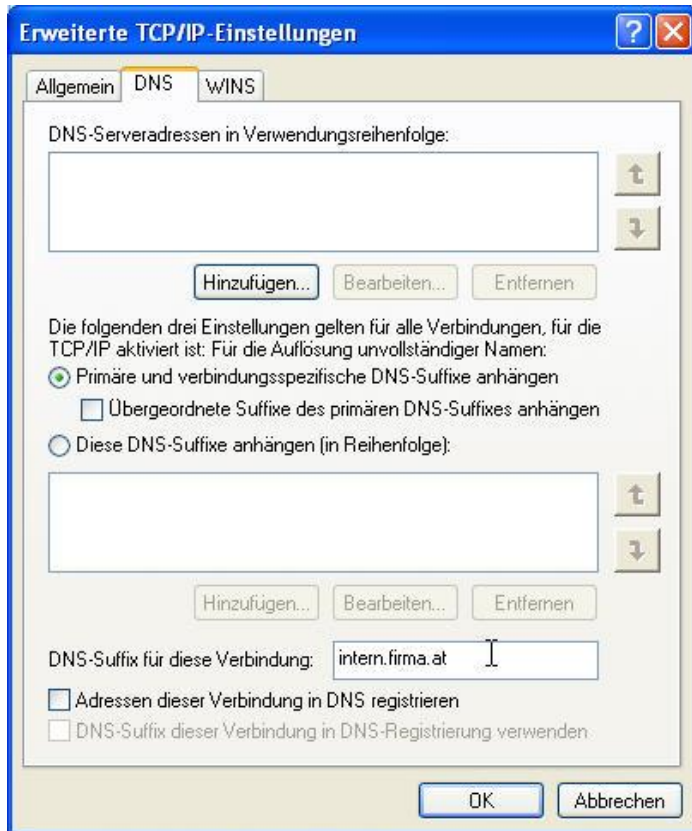 Erweiterte TCP/IP-Einstellungen
Allgemein DNS WINS
DNS-Serveradressen in Verwendungsreihenfolge:
Hinzufügen... Bearbeiten... Entfernen
Die folgenden drei Einstellungen gelten für alle Verbindungen, für die
TCP/IP aktiviert ist: Für die Auflösung unvollständiger Namen:
Primäre und verbindungsspezifische DNS-Suffixe anhängen
Übergeordnete Suffixe des primären DNS-Suffixes anhängen
Diese DNS-Suffixe anhängen (in Reihenfolge):
Hinzufügen... Bearbeiten... Entfernen
DNS-Suffix für diese Verbindung: intern.firma.at
Adressen dieser Verbindung in DNS registrieren
DNS-Suffix dieser Verbindung in DNS-Registrierung verwenden
OK Abbrechen